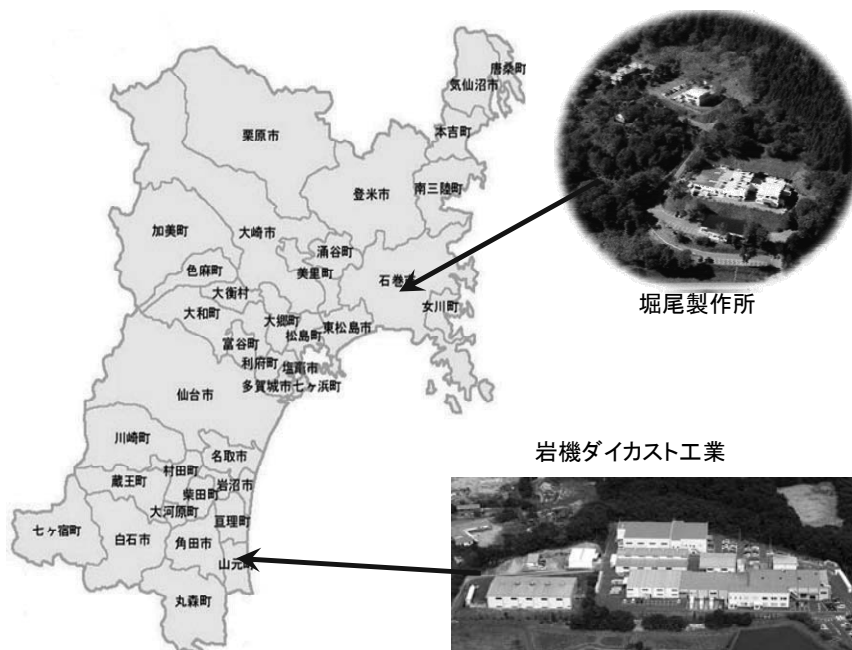 唐桑町
気仙沼市
本吉町
栗原市
登米市
南三陸町
加美町
大崎市
涌谷町
美里町
色麻町
石巻
女川町
大衡村
大和町
大郷町
東松島市
松島町
富谷町
利府町
塩竈市
多賀城市
七ヶ浜町
仙台市
川崎町
名取市
村田町
蔵王町
柴田町
岩沼市
大河原町
亘理町
七ヶ宿町
白石市
角田市
山元町
丸森町
堀尾製作所
岩機ダイカスト工業